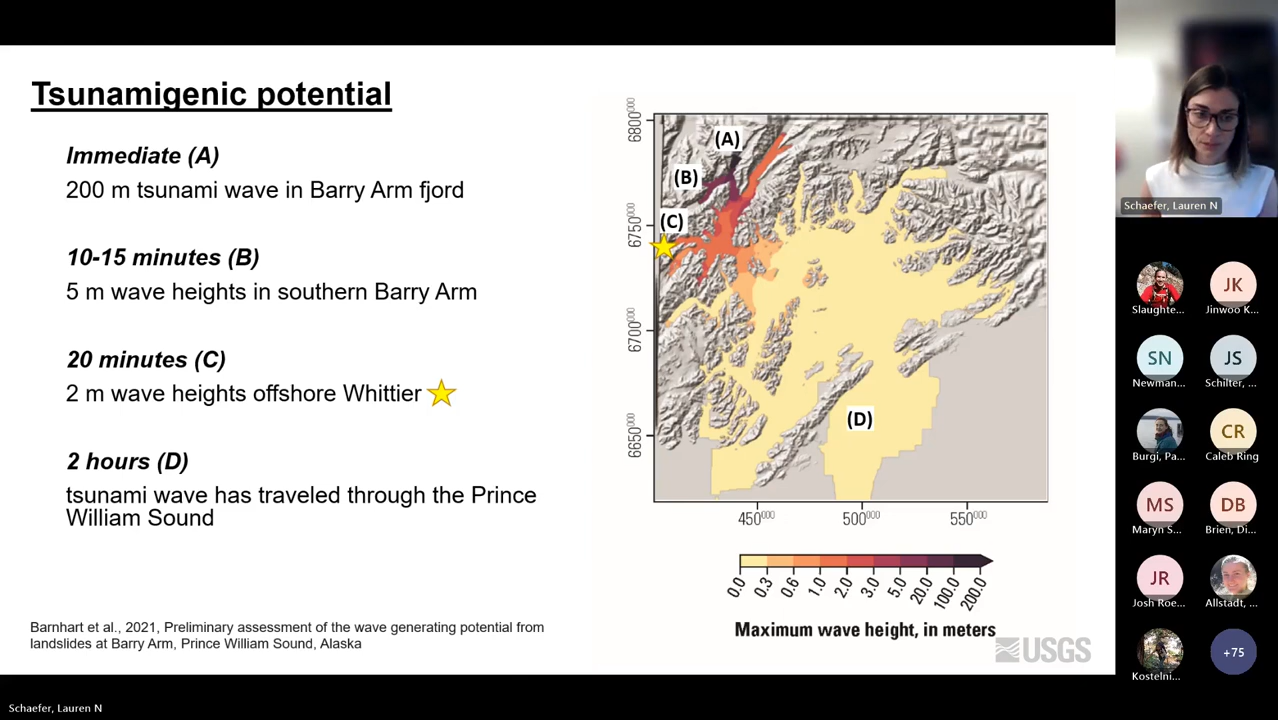 Tsunamigenic potential
Immediate (A)
200 m tsunami wave in Barry Arm fjord
10-15 minutes (B)
5 m wave heights in southern Barry Arm
20 minutes (C)
2 m wave heights offshore Whittier
2 hours (D)
tsunami wave has traveled through the Prince
William Sound
Barnhart et al., 2021, Preliminary assessment of the wave generating potential from
landslides at Barry Arm, Prince William Sound, Alaska
6800000
6750000
6700000
6650000
(A)
(B)
(C)
(D)
450000
500000
550000
0.0
0.3
0.6
1.0
2.0
3.0
5.0
20.0
100.0
200.0
Maximum wave height, in meters
USGS
Schaefer, Lauren N
Slaughte...
JK
Jinwoo K...
SN
Newman...
JS
Schilter, ...
Burgi, Pa...
CR
Caleb Ring
MS
Maryn S...
DB
Brien, Di...
JR
Josh Roe...
Allstadt, ...
Kostelni...
+75
Schaefer, Lauren N